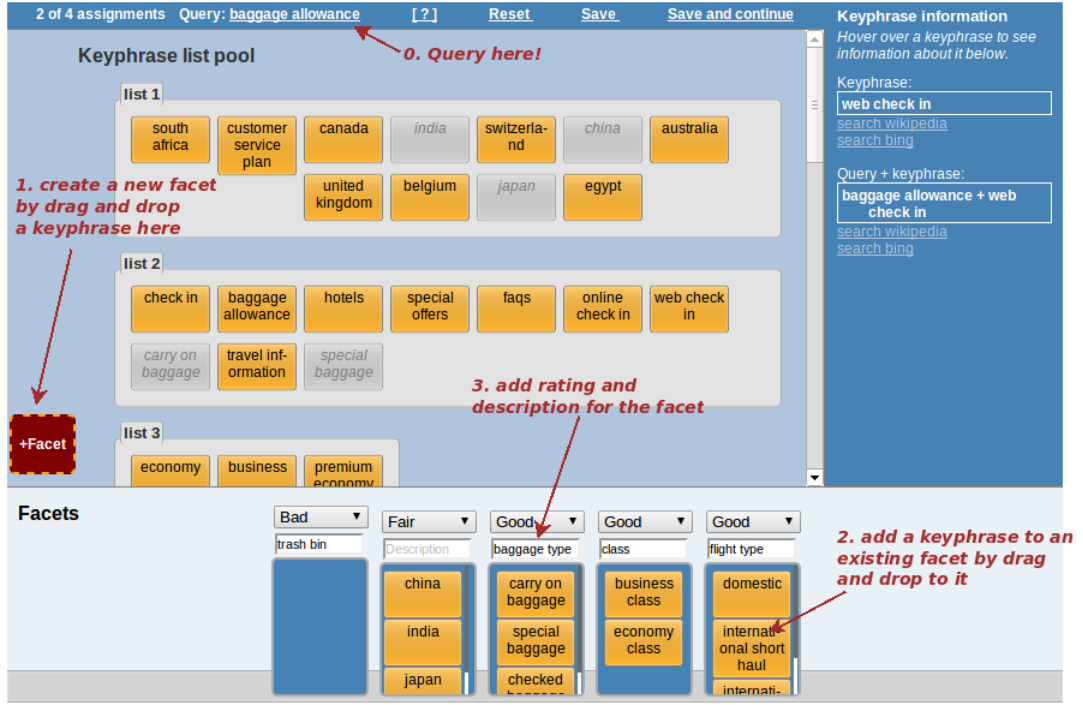 2 of 4 assignments Query: baggage allowance [ ? ] Reset Save Save and continue
0. Query here!
Keyphrase list pool
list 1
south
africa
customer
service
plan
canada
india
switzerla-
nd
china
australia
united
kingdom
belgium
japan
egypt
1. create a new facet
by drag and drop
a keyphrase here
list 2
check in
baggage
allowance
hotels
special
offers
faqs
online
check in
web check
in
carry on
baggage
travel inf-
ormation
special
baggage
3. add rating and
description for the facet
+Facet
list 3
economy
business
premium
economy
Keyphrase information
Hover over a keyphrase to see
information about it below.
Keyphrase:
web check in
search wikipedia
search bing
Query + keyphrase:
baggage allowance + web
check in
search wikipedia
search bing
Facets
Bad
trash bin
Fair
Description
china
india
japan
Good
baggage type
carry on
baggage
special
baggage
checked
baggage
Good
class
business
class
economy
class
Good
flight type
domestic
internati-
onal short
haul
internati-
2. add a keyphrase to an
existing facet by drag
and drop to it